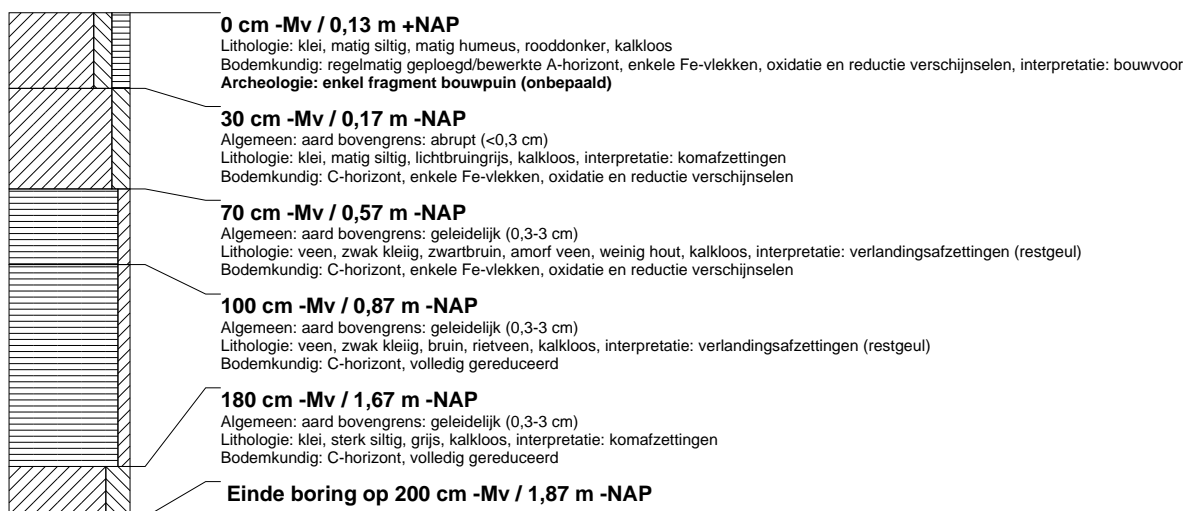 0 cm -Mv / 0,13 m +NAP
Lithologie: klei, matig siltig, matig humeus, rooddonker, kalkloos
Bodemkundig: regelmatig geploegd/bewerkte A-horizont, enkele Fe-vlekken, oxidatie en reductie verschijnselen, interpretatie: bouwvoor
Archeologie: enkel fragment bouwpuin (onbepaald)
30 cm -Mv / 0,17 m -NAP
Algemeen: aard bovengrens: abrupt (<0,3 cm)
Lithologie: klei, matig siltig, lichtbruingrijs, kalkloos, interpretatie: komafzettingen
Bodemkundig: C-horizont, enkele Fe-vlekken, oxidatie en reductie verschijnselen
70 cm -Mv / 0,57 m -NAP
Algemeen: aard bovengrens: geleidelijk (0,3-3 cm)
Lithologie: veen, zwak kleiig, zwartbruin, amorf veen, weinig hout, kalkloos, interpretatie: verlandingsafzettingen (restgeul)
Bodemkundig: C-horizont, enkele Fe-vlekken, oxidatie en reductie verschijnselen
100 cm -Mv / 0,87 m -NAP
Algemeen: aard bovengrens: geleidelijk (0,3-3 cm)
Lithologie: veen, zwak kleiig, bruin, rietveen, kalkloos, interpretatie: verlandingsafzettingen (restgeul)
Bodemkundig: C-horizont, volledig gereduceerd
180 cm -Mv / 1,67 m -NAP
Algemeen: aard bovengrens: geleidelijk (0,3-3 cm)
Lithologie: klei, sterk siltig, grijs, kalkloos, interpretatie: komafzettingen
Bodemkundig: C-horizont, volledig gereduceerd
Einde boring op 200 cm -Mv / 1,87 m -NAP